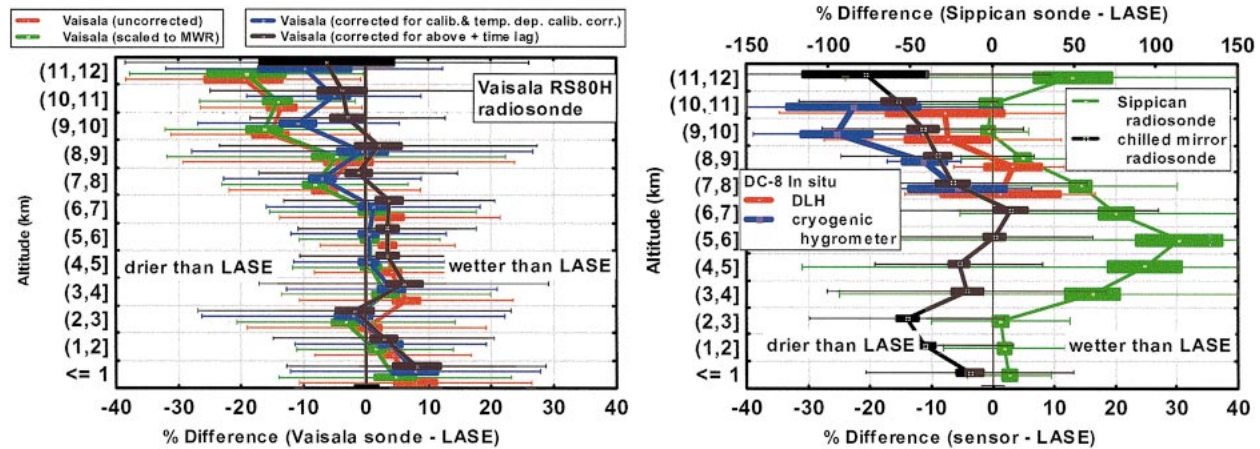 Vaisala (uncorrected)
Vaisala (scaled to MWR)
Vaisala (corrected for calib.& temp. dep. calib. corr.)
Vaisala (corrected for above + time lag)
Altitude (km)
(11,12]
(10,11]
(9,10]
(8,9]
(7,8]
(6,7]
(5,6]
(4,5]
(3,4]
(2,3]
(1,2]
<= 1
Vaisala RS80H
radiosonde
drier than LASE
wetter than LASE
-40 -30 -20 -10 0 10 20 30 40
% Difference (Vaisala sonde - LASE)
% Difference (Sippican sonde - LASE)
-150 -100 -50 0 50 100 150
Altitude (km)
(11,12]
(10,11]
(9,10]
(8,9]
(7,8]
(6,7]
(5,6]
(4,5]
(3,4]
(2,3]
(1,2]
<= 1
Sippican
radiosonde
chilled mirror
radiosonde
DC-8 In situ
DLH
cryogenic
hygrometer
drier than LASE
wetter than LASE
-40 -30 -20 -10 0 10 20 30 40
% Difference (sensor - LASE)